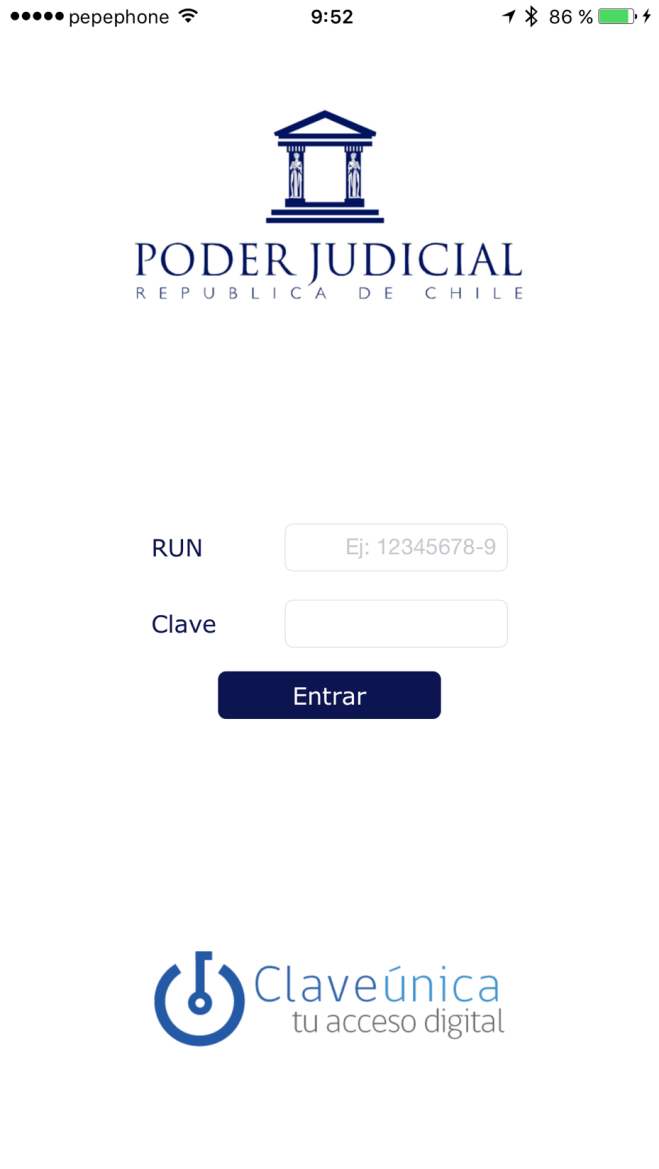 pepephone 9:52 86 %
PODER JUDICIAL
REPUBLICA DE CHILE
RUN Ej: 12345678-9
Clave
Entrar
Claveúnica
tu acceso digital